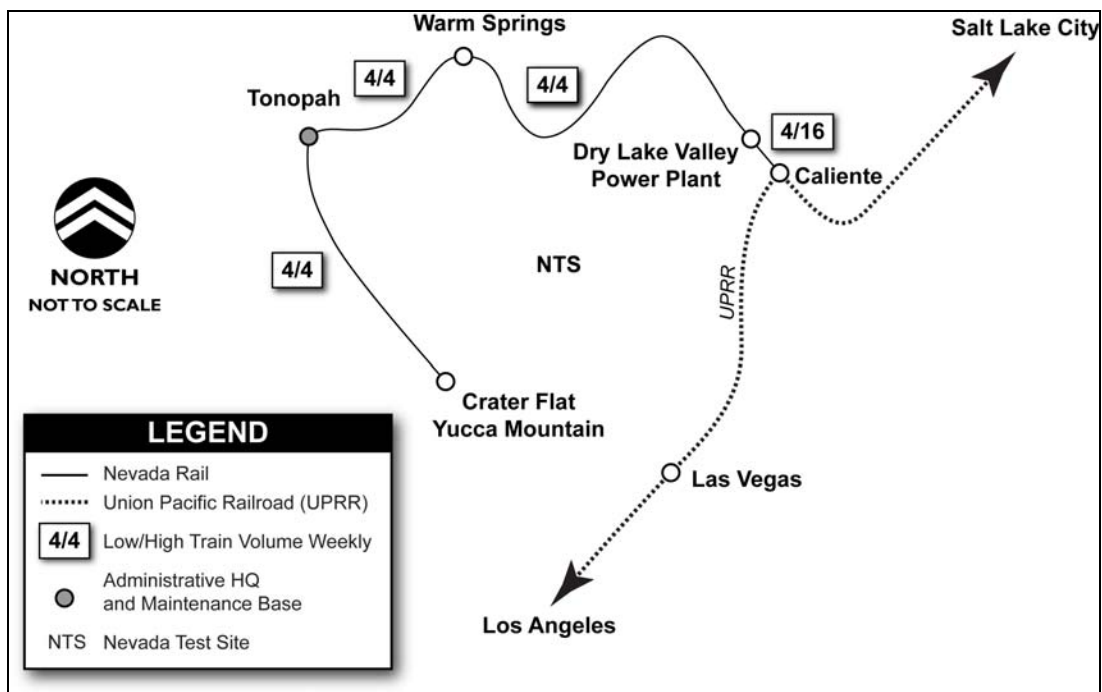 Warm Springs
Salt Lake City
4/4
4/4
Tonopah
4/16
Dry Lake Valley
Power Plant
Caliente
NORTH
NOT TO SCALE
4/4
NTS
UPRR
Crater Flat
Yucca Mountain
Las Vegas
Los Angeles
LEGEND
Nevada Rail
Union Pacific Railroad (UPRR)
4/4 Low/High Train Volume Weekly
Administrative HQ
and Maintenance Base
NTS Nevada Test Site